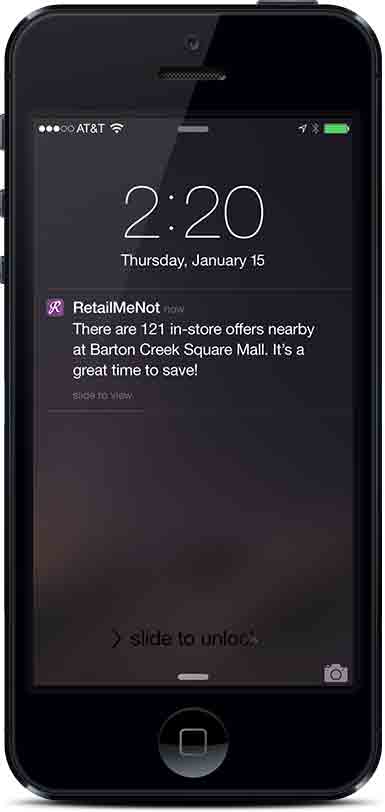 AT&T
2:20
Thursday, January 15
RetailMeNot now
There are 121 in-store offers nearby
at Barton Creek Square Mall. It's a
great time to save!
slide to view
slide to unlock